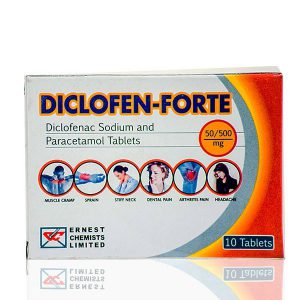 DICLOFEN-FORTE
Diclofenac Sodium and
Paracetamol Tablets
50/500
mg
MUSCLE CRAMP SPRAIN STIFF NECK DENTAL PAIN ARTHRITIS PAIN HEADACHE
ERNEST
CHEMISTS
LIMITED
10 Tablets